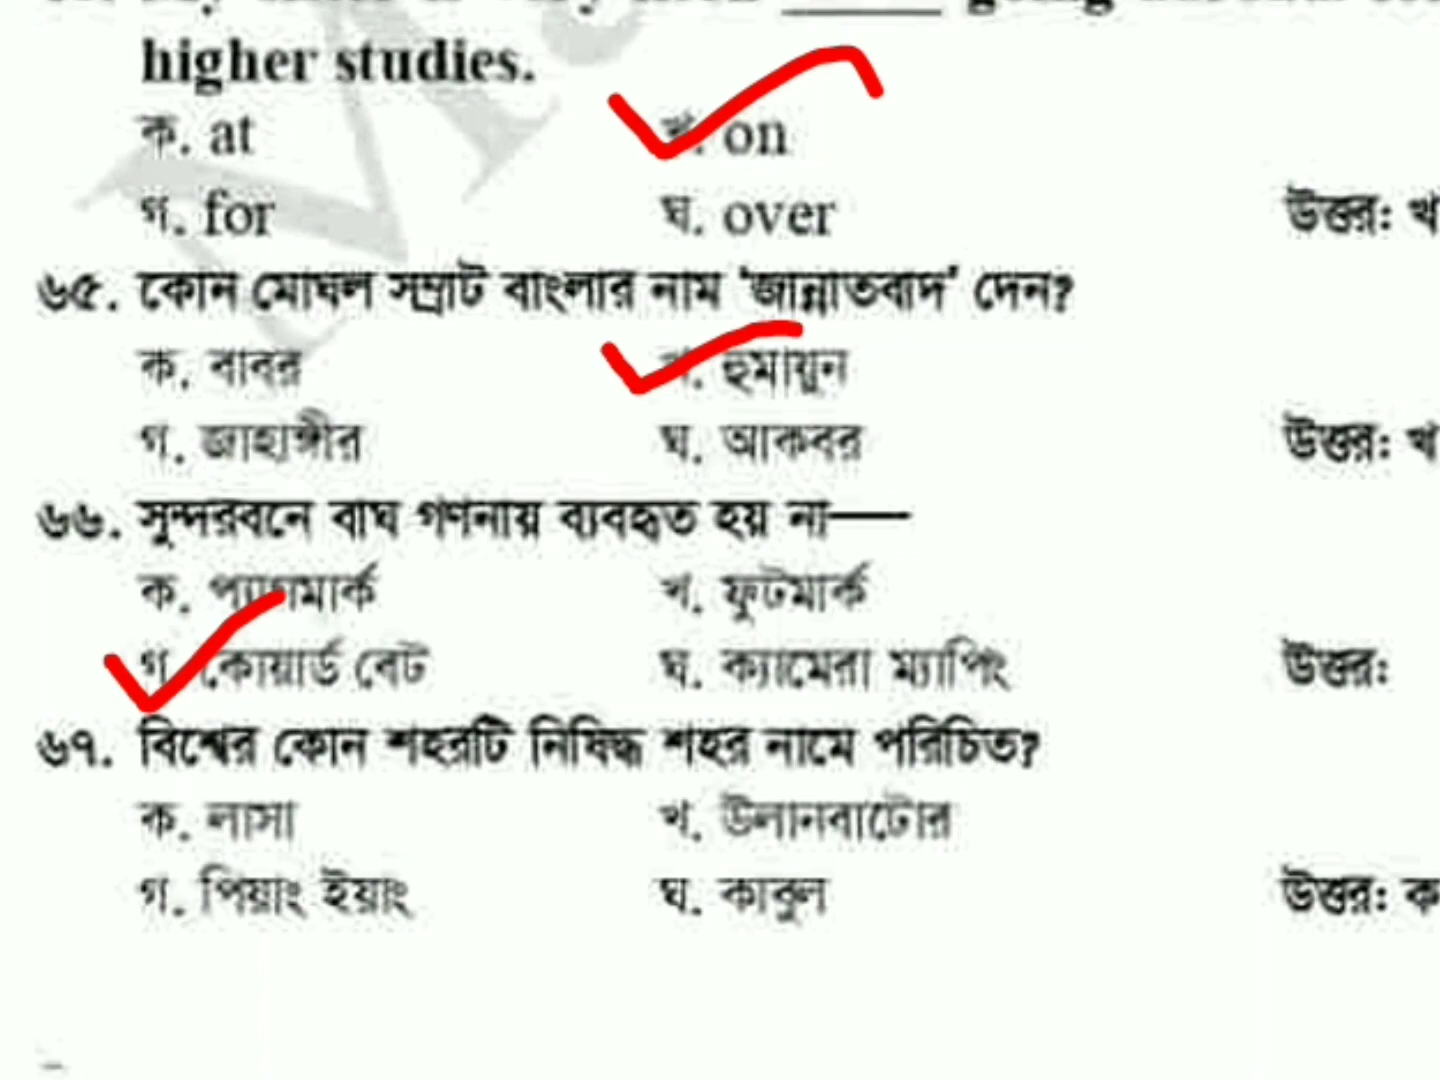 higher studies.
ক. at
খ. on
গ. for
ঘ. over
উত্তর: খ
৬৫. কোন মোঘল সম্রাট বাংলার নাম 'জান্নাতবাদ' দেন?
ক. বাবর
খ. হুমায়ুন
গ. জাহাঙ্গীর
ঘ. আকবর
উত্তর: খ
৬৬. সুন্দরবনে বাঘ গণনায় ব্যবহৃত হয় না—
ক. প্যাগমার্ক
খ. ফুটমার্ক
গ. কোয়ার্ড বেট
ঘ. ক্যামেরা ম্যাপিং
উত্তর:
৬৭. বিশ্বের কোন শহরটি নিষিদ্ধ শহর নামে পরিচিত?
ক. লাসা
খ. উলানবাটোর
গ. পিয়াং ইয়াং
ঘ. কাবুল
উত্তর: ক